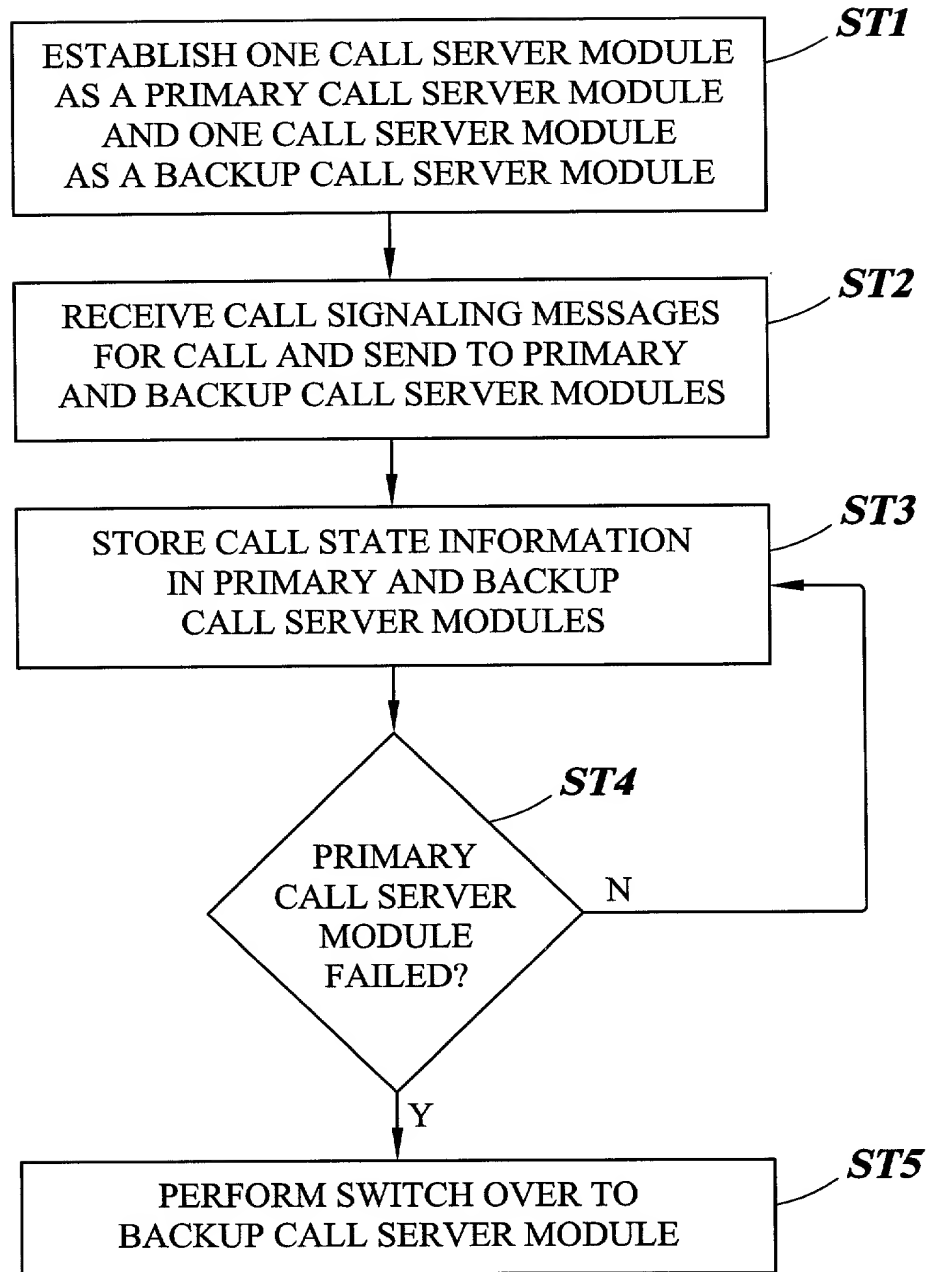 ST1
ESTABLISH ONE CALL SERVER MODULE
AS A PRIMARY CALL SERVER MODULE
AND ONE CALL SERVER MODULE
AS A BACKUP CALL SERVER MODULE
ST2
RECEIVE CALL SIGNALING MESSAGES
FOR CALL AND SEND TO PRIMARY
AND BACKUP CALL SERVER MODULES
ST3
STORE CALL STATE INFORMATION
IN PRIMARY AND BACKUP
CALL SERVER MODULES
ST4
PRIMARY
CALL SERVER
MODULE
FAILED?
N
Y
ST5
PERFORM SWITCH OVER TO
BACKUP CALL SERVER MODULE